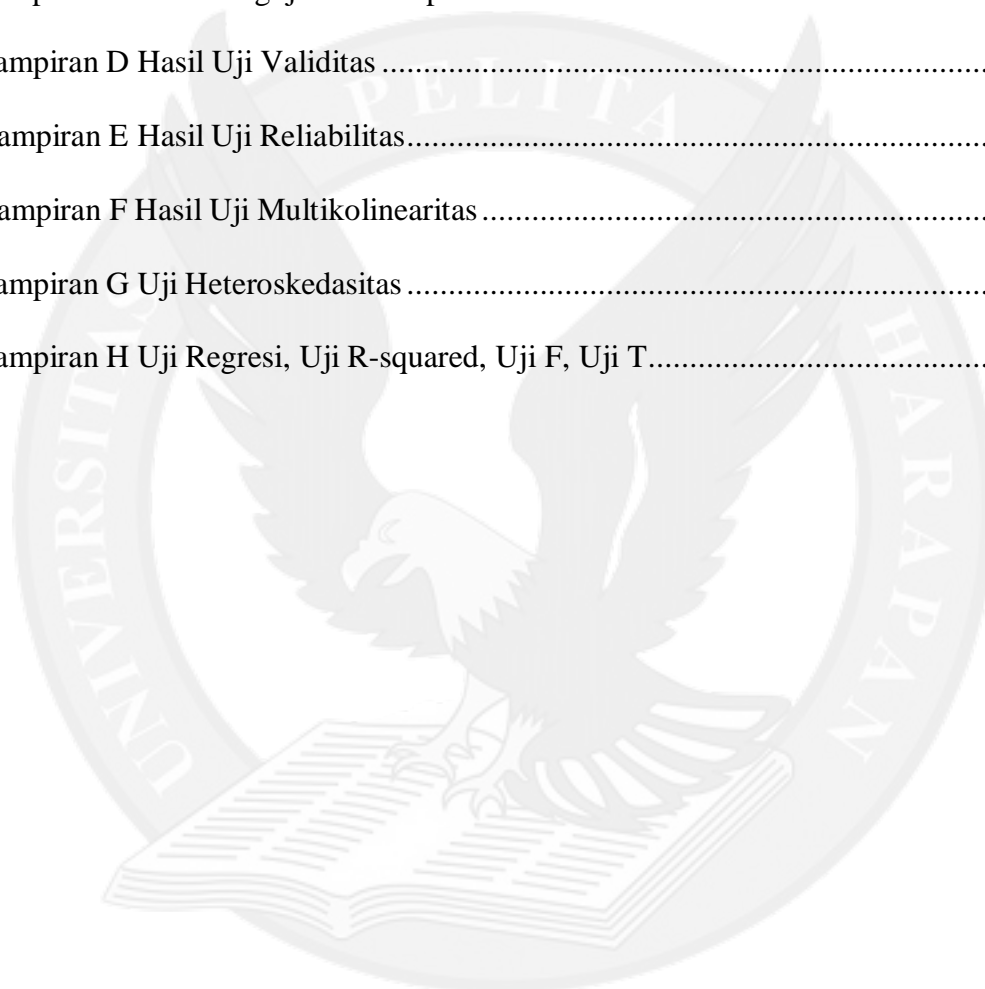 ampiran D Hasil Uji Validitas ....................................................................................
ampiran E Hasil Uji Reliabilitas.................................................................................
ampiran F Hasil Uji Multikolinearitas .......................................................................
ampiran G Uji Heteroskedasitas ................................................................................
ampiran H Uji Regresi, Uji R-squared, Uji F, Uji T..............................................
UNIVERSITAS PELITA HARAPAN